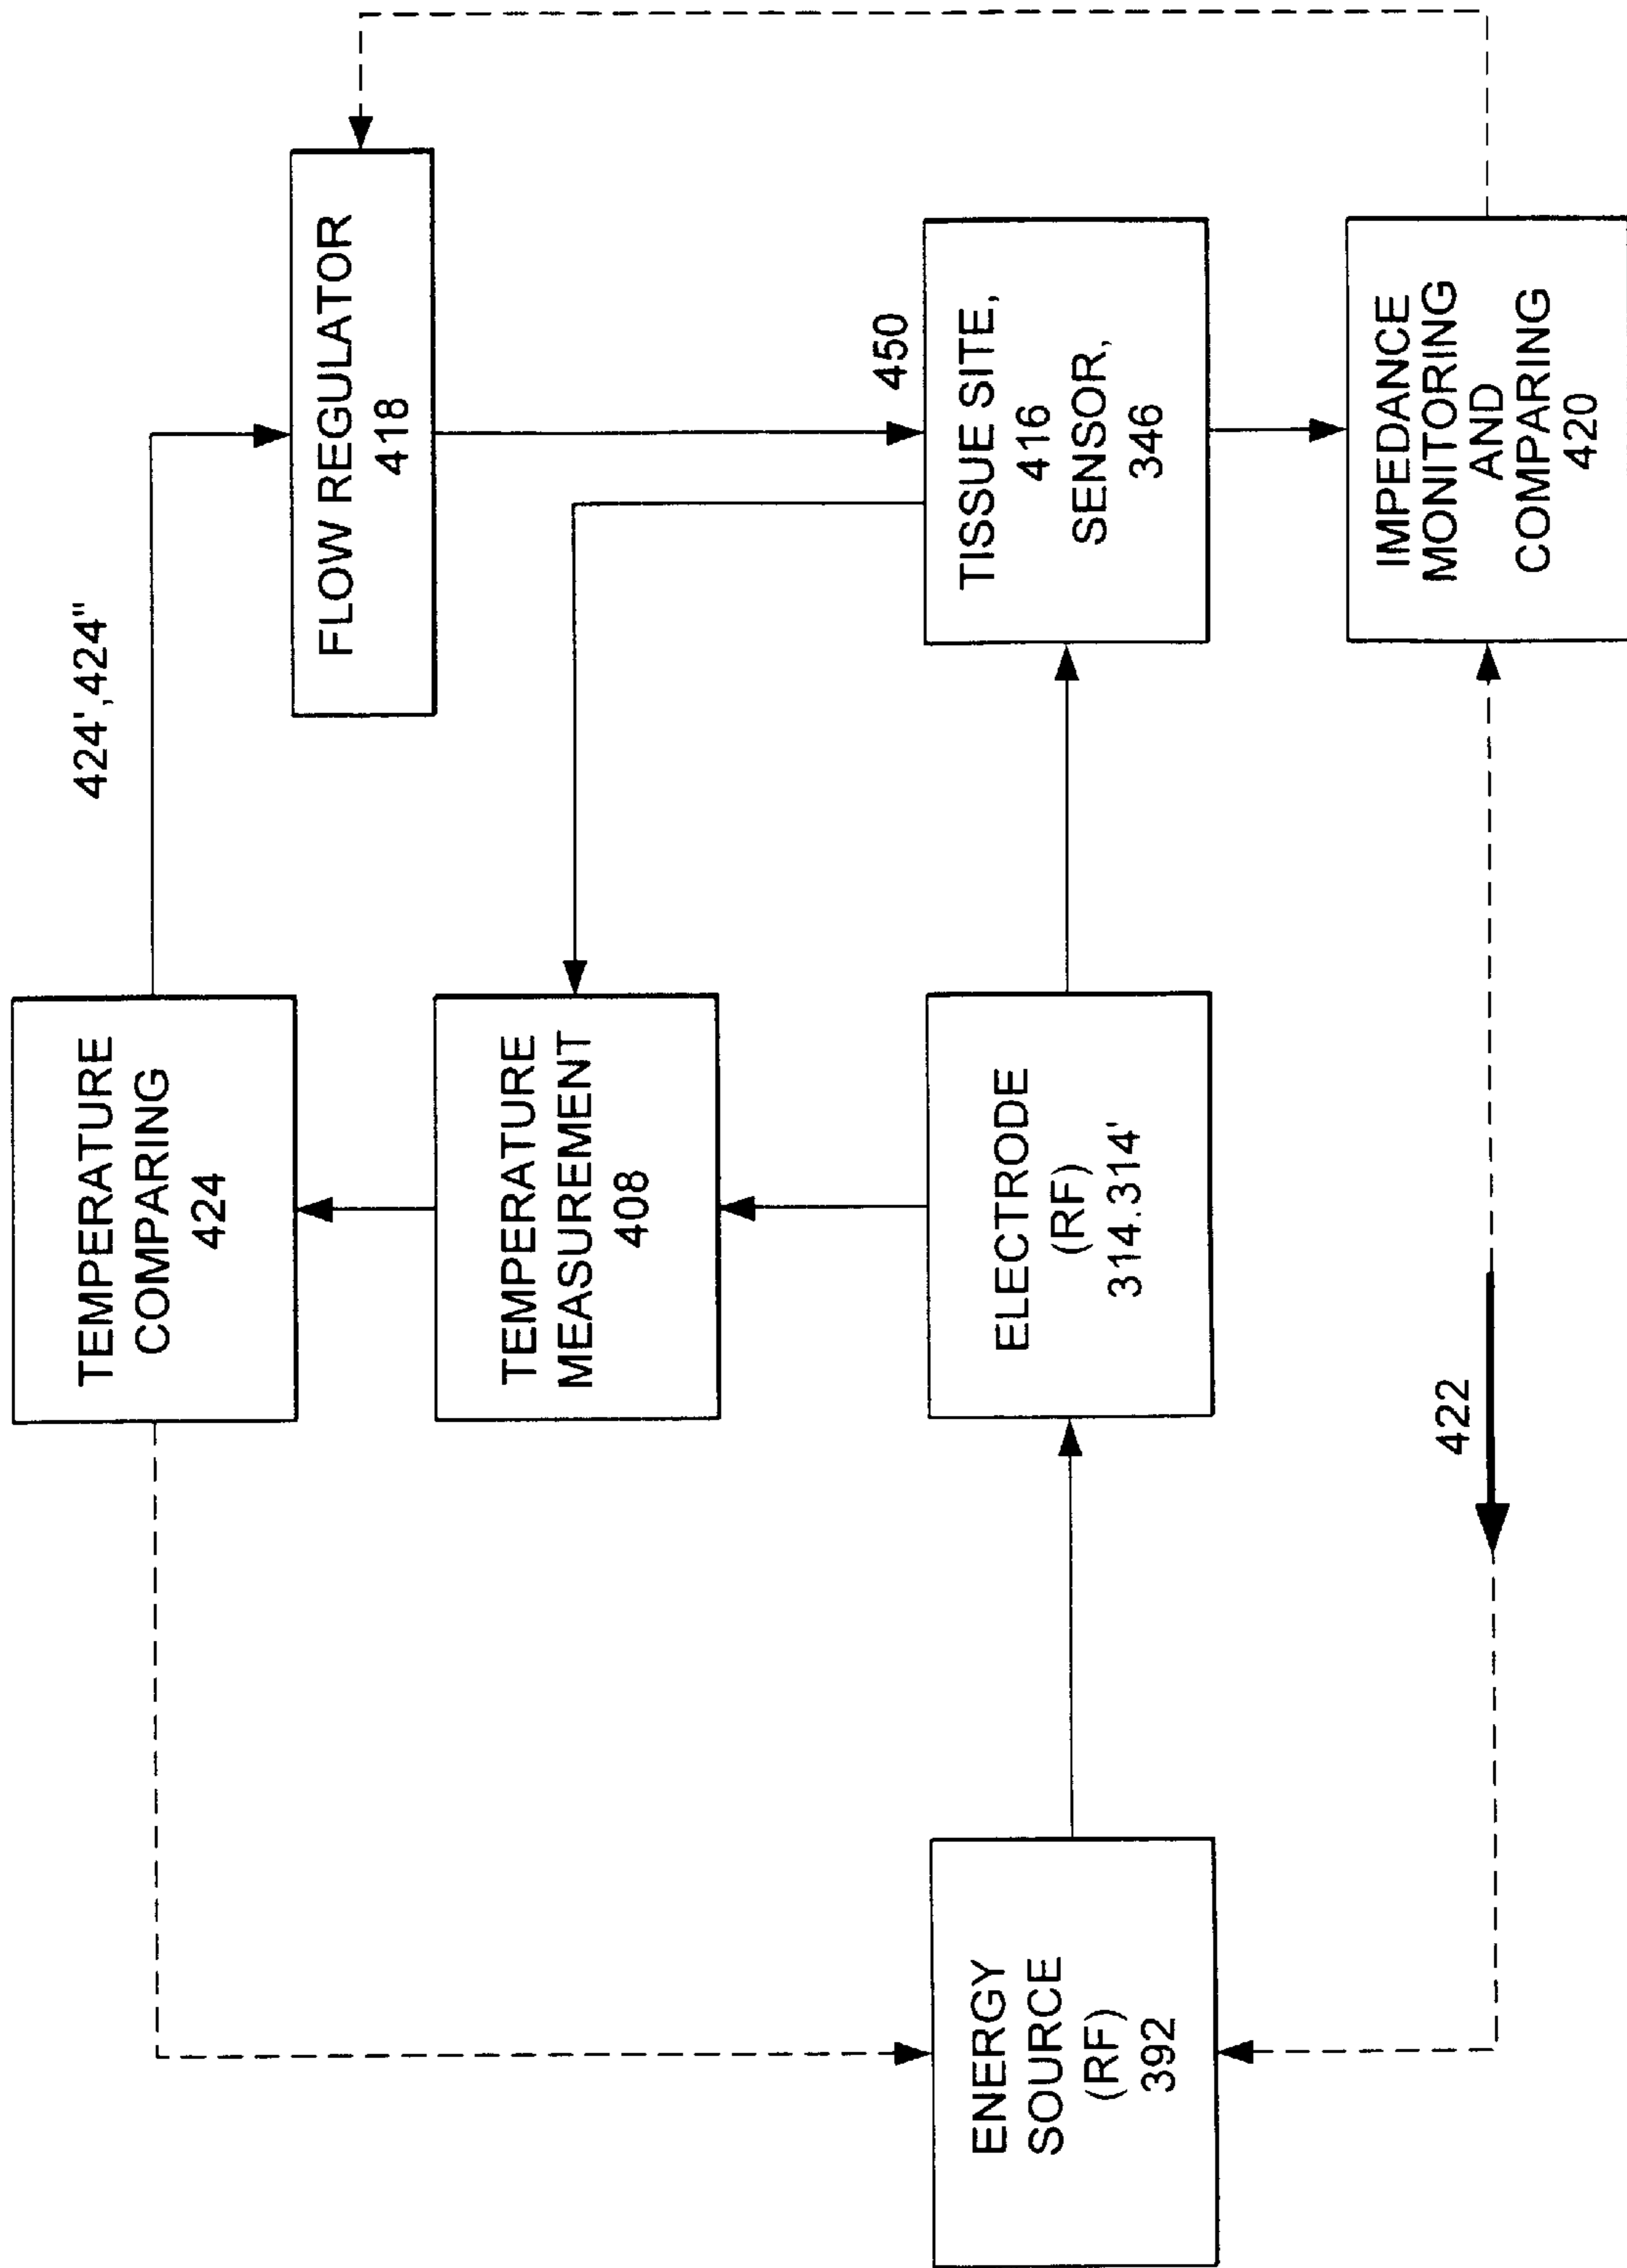 TEMPERATURE
COMPARING
424
424',424"
FLOW REGULATOR
418
TEMPERATURE
MEASUREMENT
408
450
ENERGY
SOURCE
(RF)
392
ELECTRODE
(RF)
314.314'
TISSUE SITE,
416
SENSOR,
346
422
IMPEDANCE
MONITORING
AND
COMPARING
420